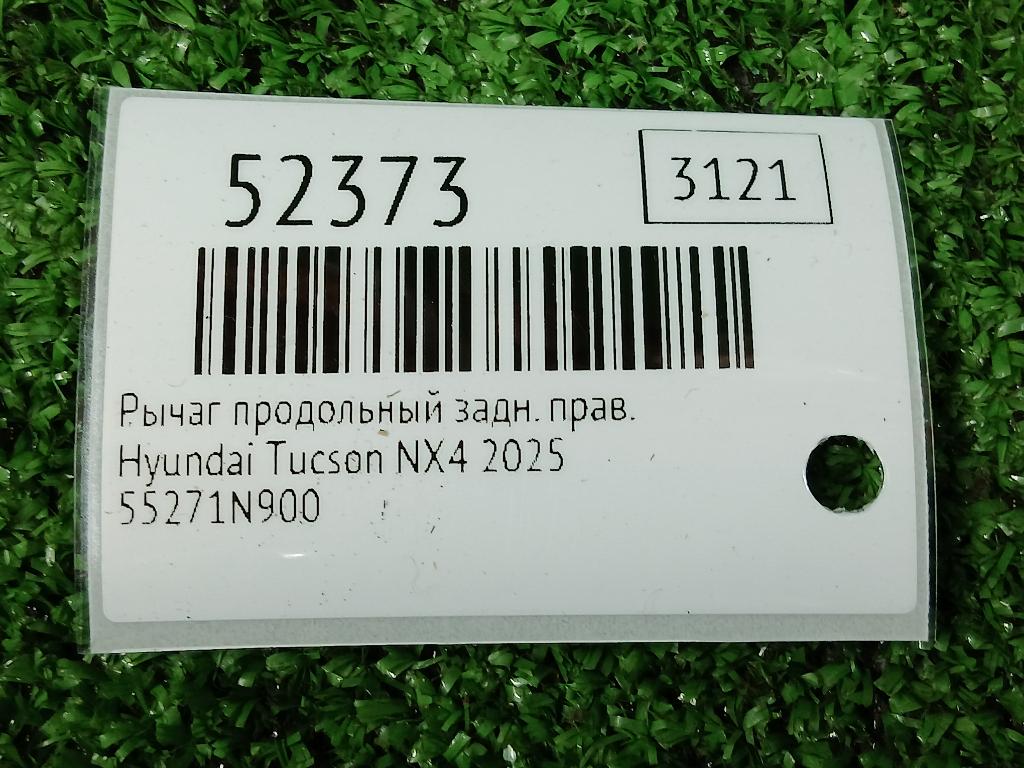 52373
3121
Рычаг продольный задн. прав.
Hyundai Tucson NX4 2025
55271N900